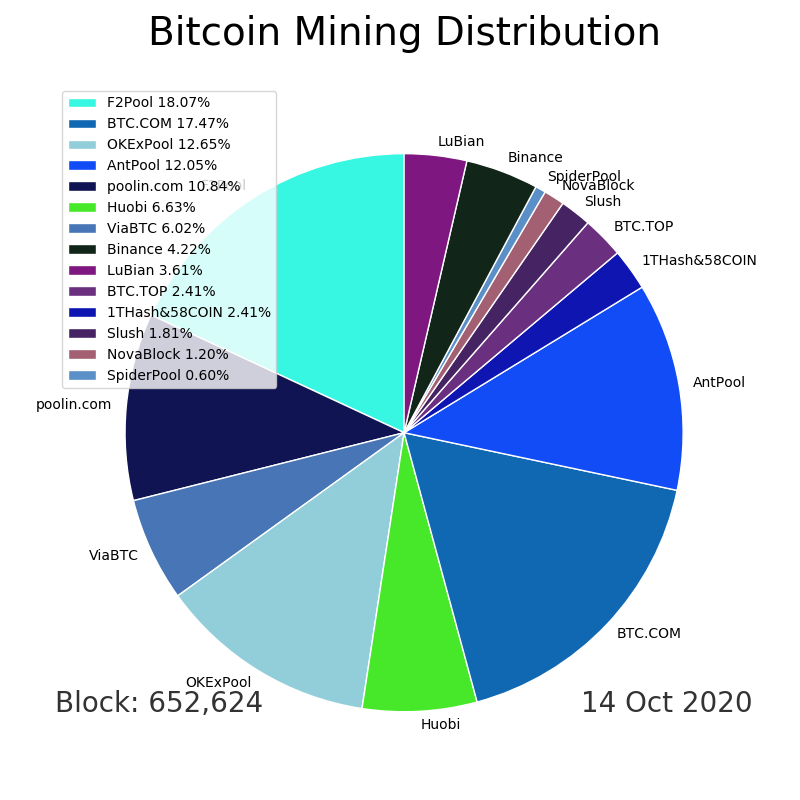 Bitcoin Mining Distribution
F2Pool 18.07%
BTC.COM 17.47%
OKExPool 12.65%
AntPool 12.05%
poolin.com 10.84%
Huobi 6.63%
ViaBTC 6.02%
Binance 4.22%
LuBian 3.61%
BTC.TOP 2.41%
1THash&58COIN 2.41%
Slush 1.81%
NovaBlock 1.20%
SpiderPool 0.60%
LuBian
Binance
SpiderPool
NovaBlock
Slush
BTC.TOP
1THash&58COIN
AntPool
poolin.com
ViaBTC
BTC.COM
OKExPool
Huobi
Block: 652,624
14 Oct 2020